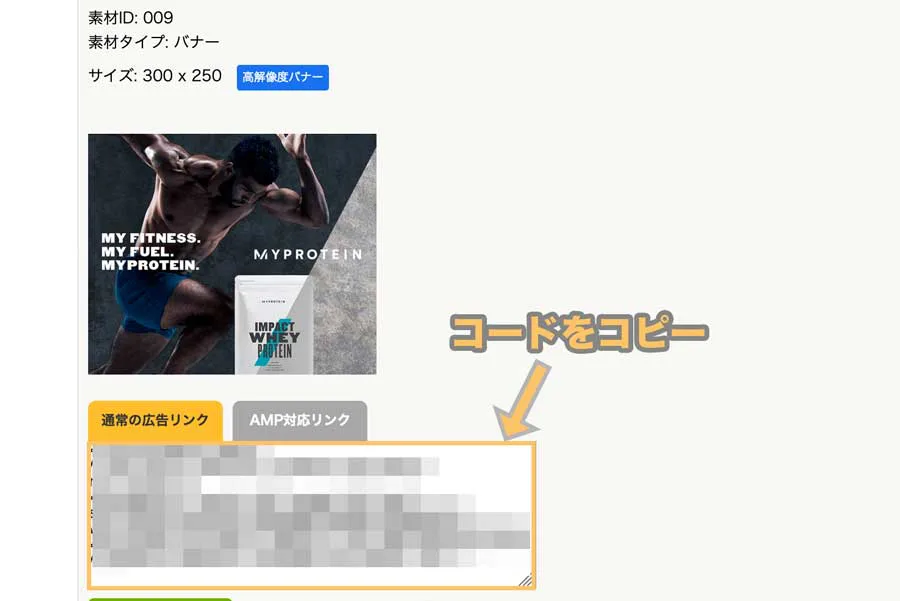 素材ID: 009
素材タイプ: バナー
サイズ: 300 x 250 高解像度バナー
MY FITNESS.
MY FUEL.
MYPROTEIN.
MYPROTEIN
MYPROTEIN
IMPACT
WHEY
PROTEIN
コードをコピー
通常の広告リンク AMP対応リンク